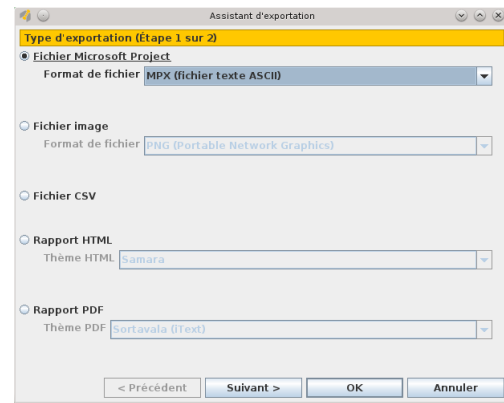 Assistant d'exportation
Type d'exportation (Étape 1 sur 2)
Fichier Microsoft Project
Format de fichier MPX (fichier texte ASCII)
Fichier image
Format de fichier PNG (Portable Network Graphics)
Fichier CSV
Rapport HTML
Thème HTML Samara
Rapport PDF
Thème PDF Sortavala (iText)
< Précédent Suivant > OK Annuler